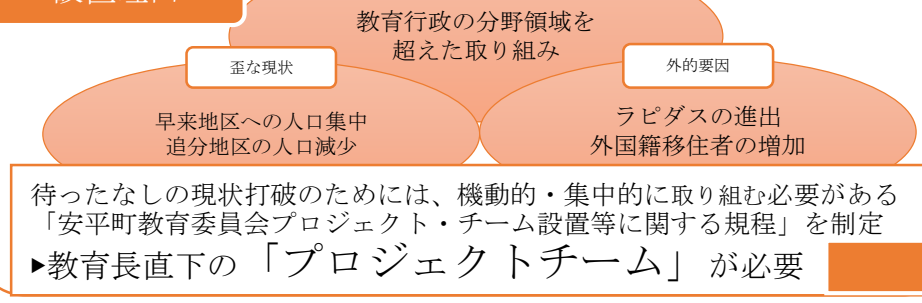 教育行政の分野領域を
超えた取り組み
歪な現状
早来地区への人口集中
追分地区の人口減少
外的要因
ラピダスの進出
外国籍移住者の増加
待ったなしの現状打破のためには、機動的・集中的に取り組む必要がある
「安平町教育委員会プロジェクト・チーム設置等に関する規程」を制定
▶教育長直下の「プロジェクトチーム」が必要